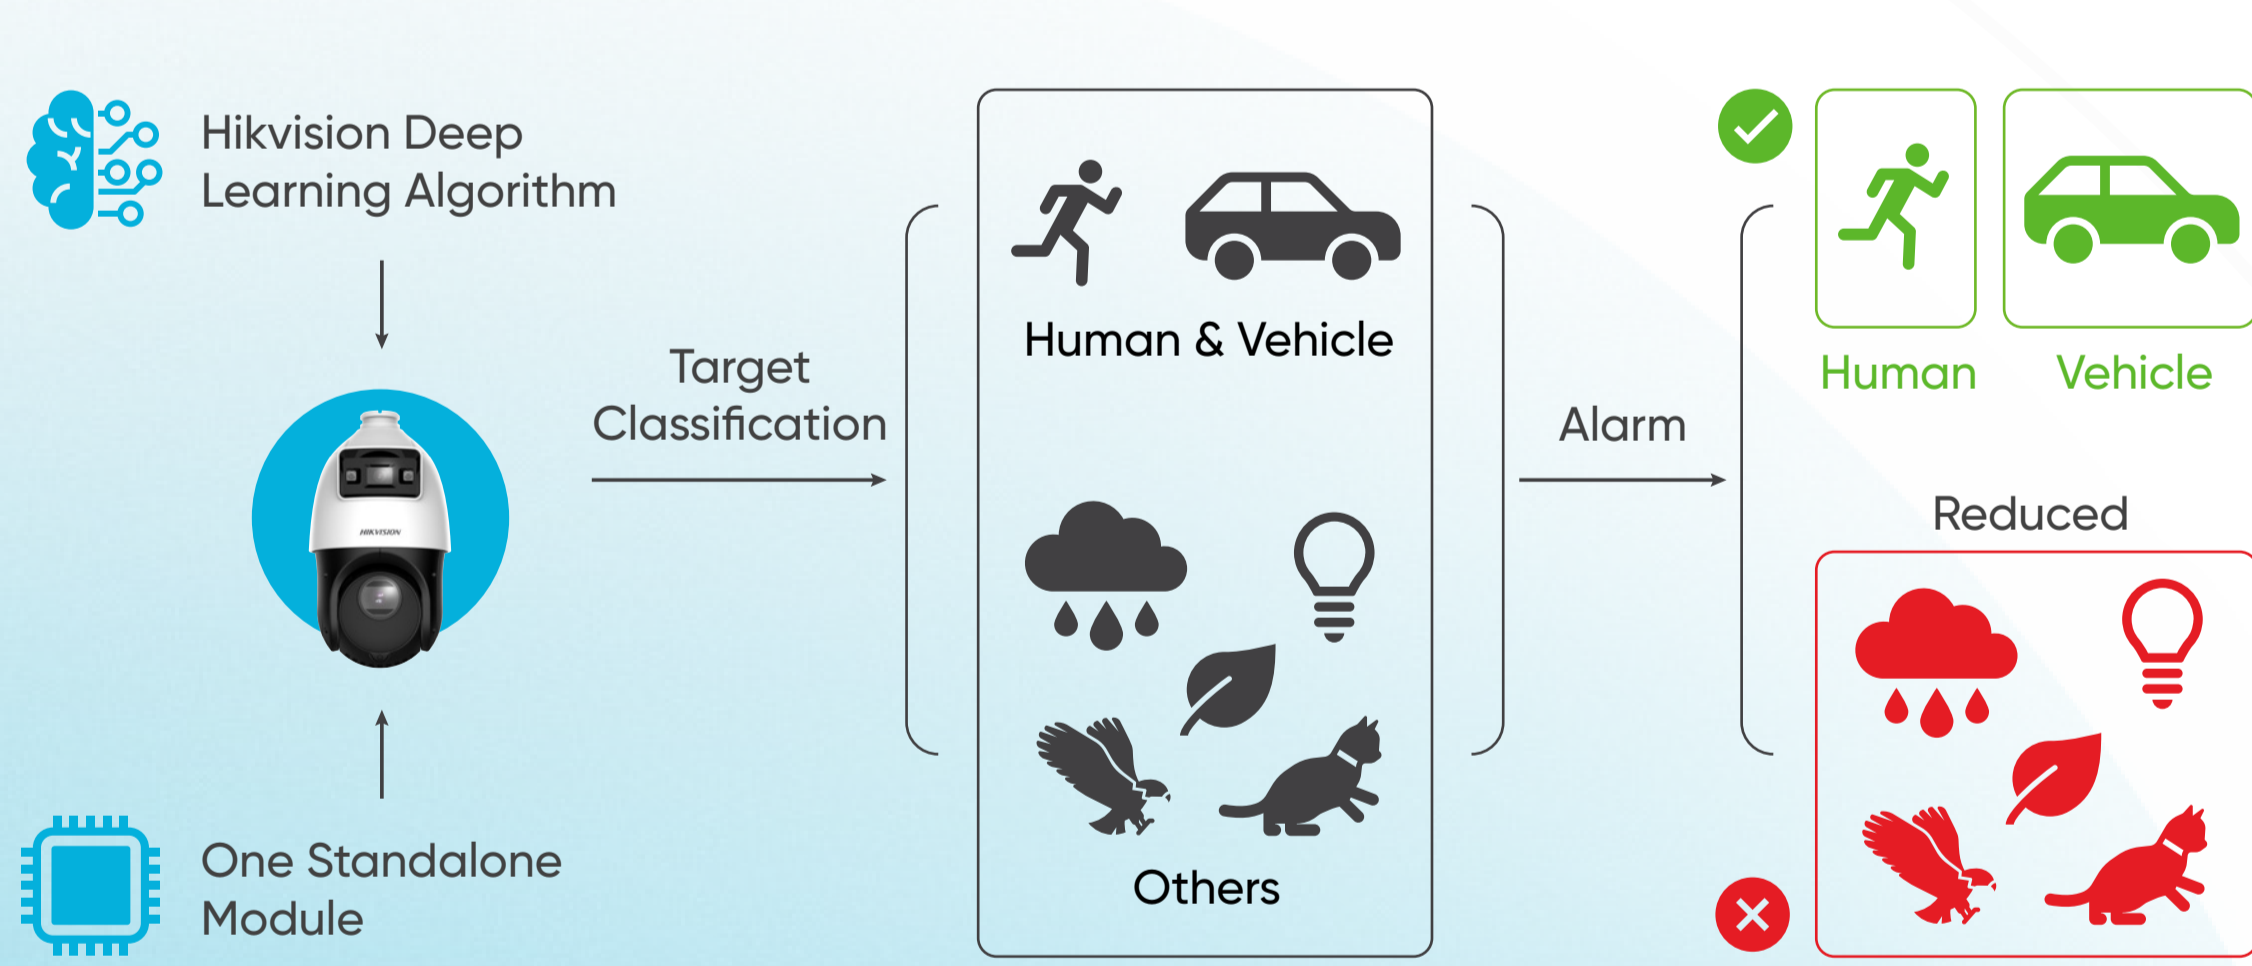 Hikvision Deep
Learning Algorithm
HIKVISION
One Standalone
Module
Target
Classification
Human & Vehicle
Others
Alarm
Human
Vehicle
Reduced